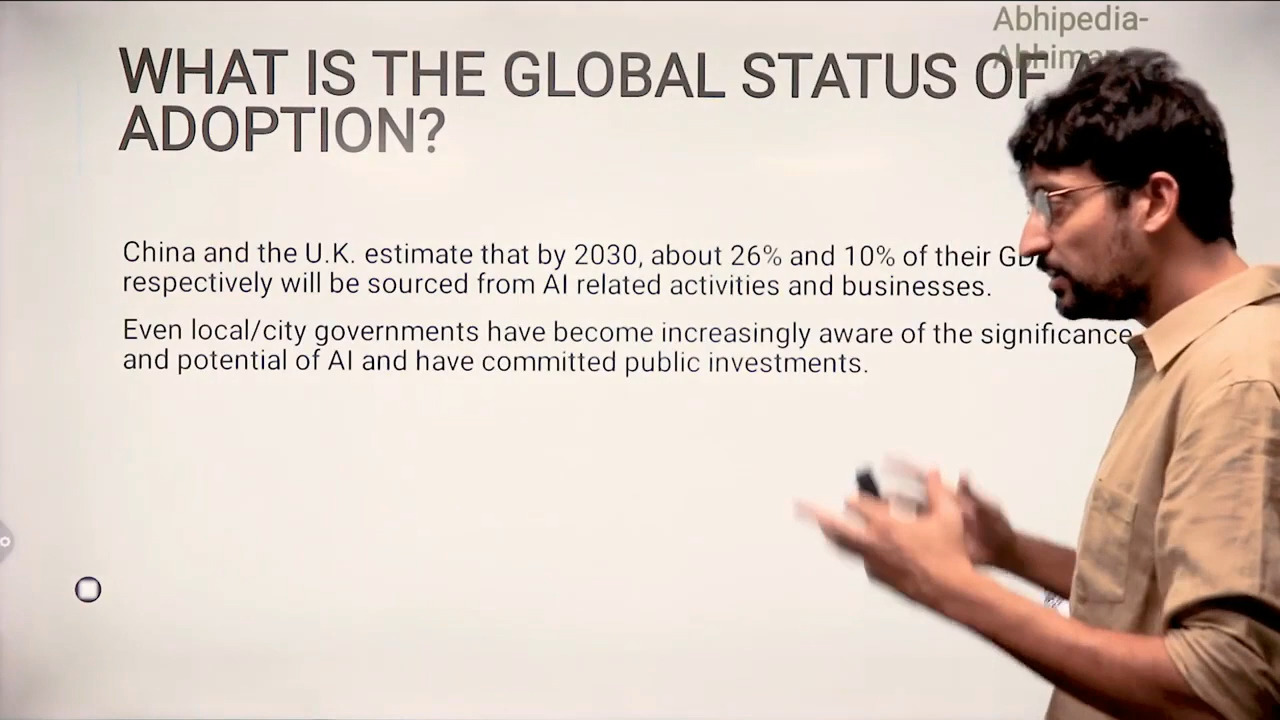 Abhipedia-
WHAT IS THE GLOBAL STATUS OF
ADOPTION?
China and the U.K. estimate that by 2030, about 26% and 10% of their
respectively will be sourced from AI related activities and businesses.
Even local/city governments have become increasingly aware of the significance
and potential of AI and have committed public investments.